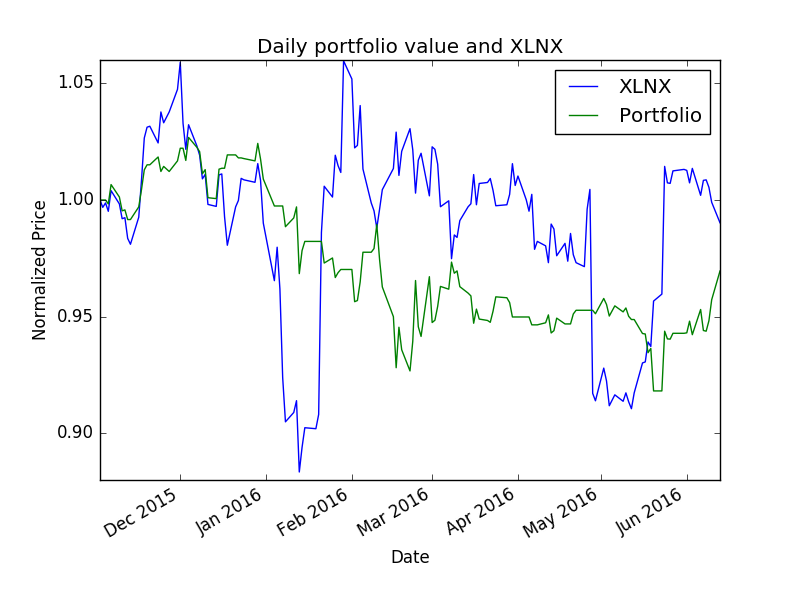 Daily portfolio value and XLNX
XLNX
Portfolio
1.05
1.00
0.95
0.90
Normalized Price
Dec 2015
Jan 2016
Feb 2016
Mar 2016
Apr 2016
May 2016
Jun 2016
Date